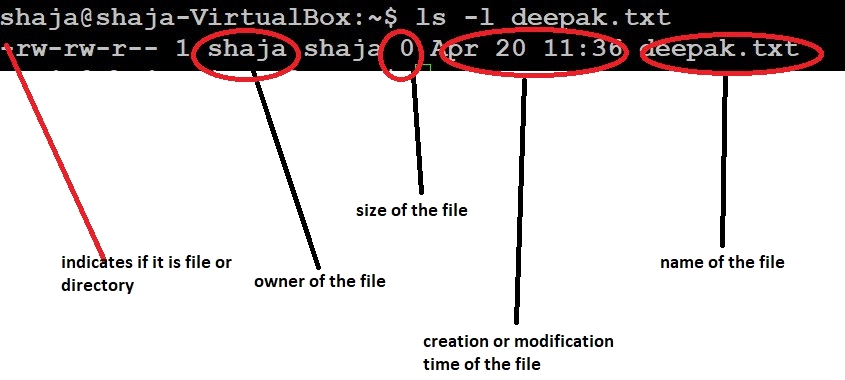 shaja@shaja-VirtualBox:~$ ls -l deepak.txt
-rw-rw-r-- 1 shaja shaja 0 Apr 20 11:36 deepak.txt
size of the file
indicates if it is file or
directory
owner of the file
name of the file
creation or modification
time of the file